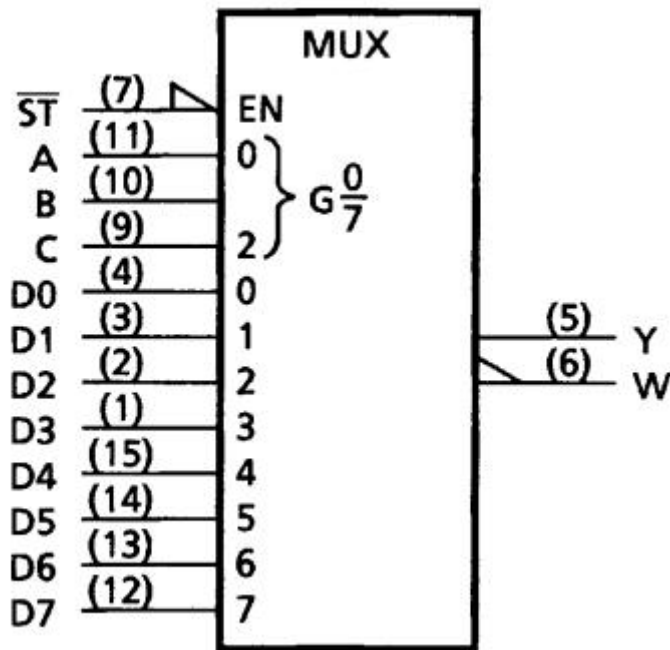 MUX
S̅T̅ (7) EN
A (11) 0
B (10) G 0/7
C (9) 2
D0 (4) 0
D1 (3) 1 (5) Y
D2 (2) 2 (6) W
D3 (1) 3
D4 (15) 4
D5 (14) 5
D6 (13) 6
D7 (12) 7